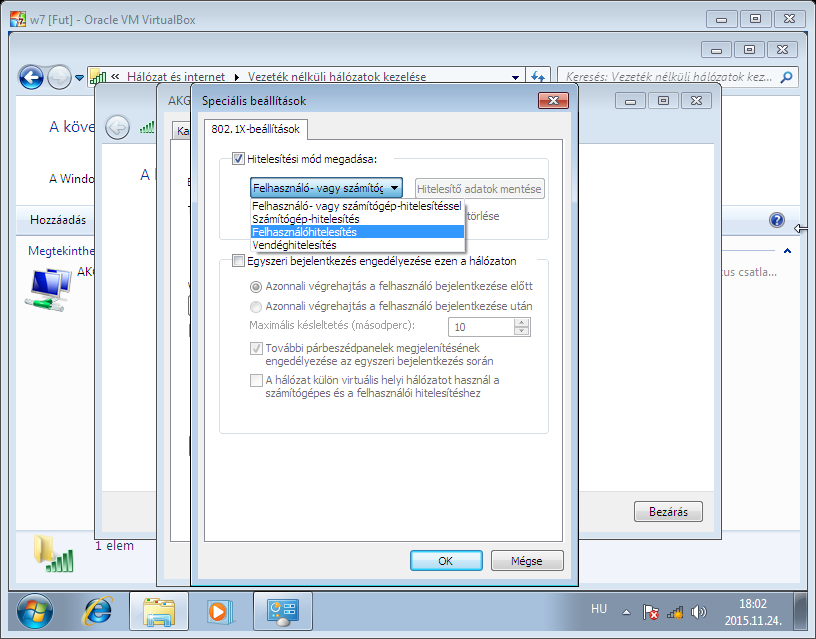 w7 [Fut] - Oracle VM VirtualBox
« Hálózat és internet ▸ Vezeték nélküli hálózatok kezelése
Keresés: Vezeték nélküli hálózatok kez...
A köve
A Windo
Hozzáadás
Megtekinthe
AKG
A
AKG
Ka
Speciális beállítások
802.1X-beállítások
Hitelesítési mód megadása:
Felhasználó- vagy számítóg
Hitelesítő adatok mentése
Felhasználó- vagy számítógép-hitelesítéssel
Számítógép-hitelesítés
törlése
Felhasználóhitelesítés
Vendéghitelesítés
Egyszeri bejelentkezés engedélyezése ezen a hálózaton
Azonnali végrehajtás a felhasználó bejelentkezése előtt
Azonnali végrehajtás a felhasználó bejelentkezése után
Maximális késleltetés (másodperc):
10
További párbeszédpanelek megjelenítésének
engedélyezése az egyszeri bejelentkezés során
A hálózat külön virtuális helyi hálózatot használ a
számítógépes és a felhasználói hitelesítéshez
kus csatla...
Bezárás
OK
Mégse
1 elem
HU
18:02
2015.11.24.